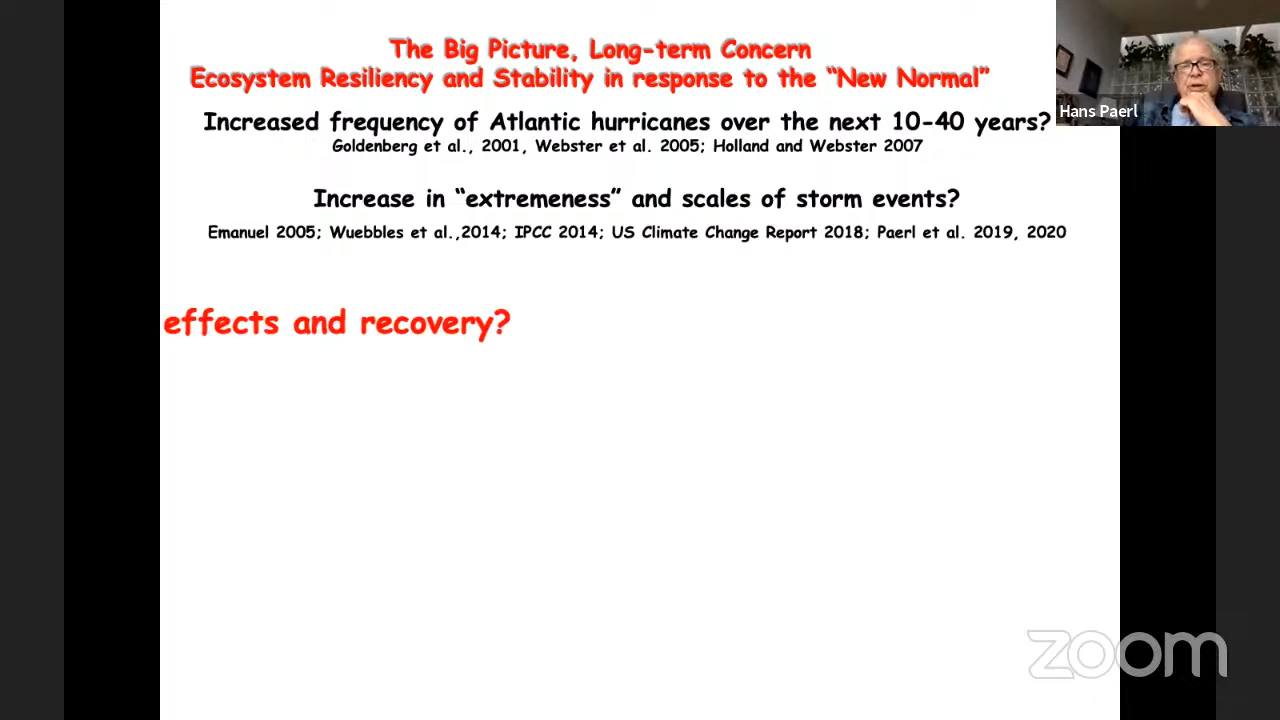 The Big Picture, Long-term Concern
Ecosystem Resiliency and Stability in response to the “New Normal”
Increased frequency of Atlantic hurricanes over the next 10-40 years?
Goldenberg et al., 2001, Webster et al. 2005; Holland and Webster 2007
Increase in “extremeness” and scales of storm events?
Emanuel 2005; Wuebbles et al.,2014; IPCC 2014; US Climate Change Report 2018; Paerl et al. 2019, 2020
effects and recovery?
Hans Paerl
zoom